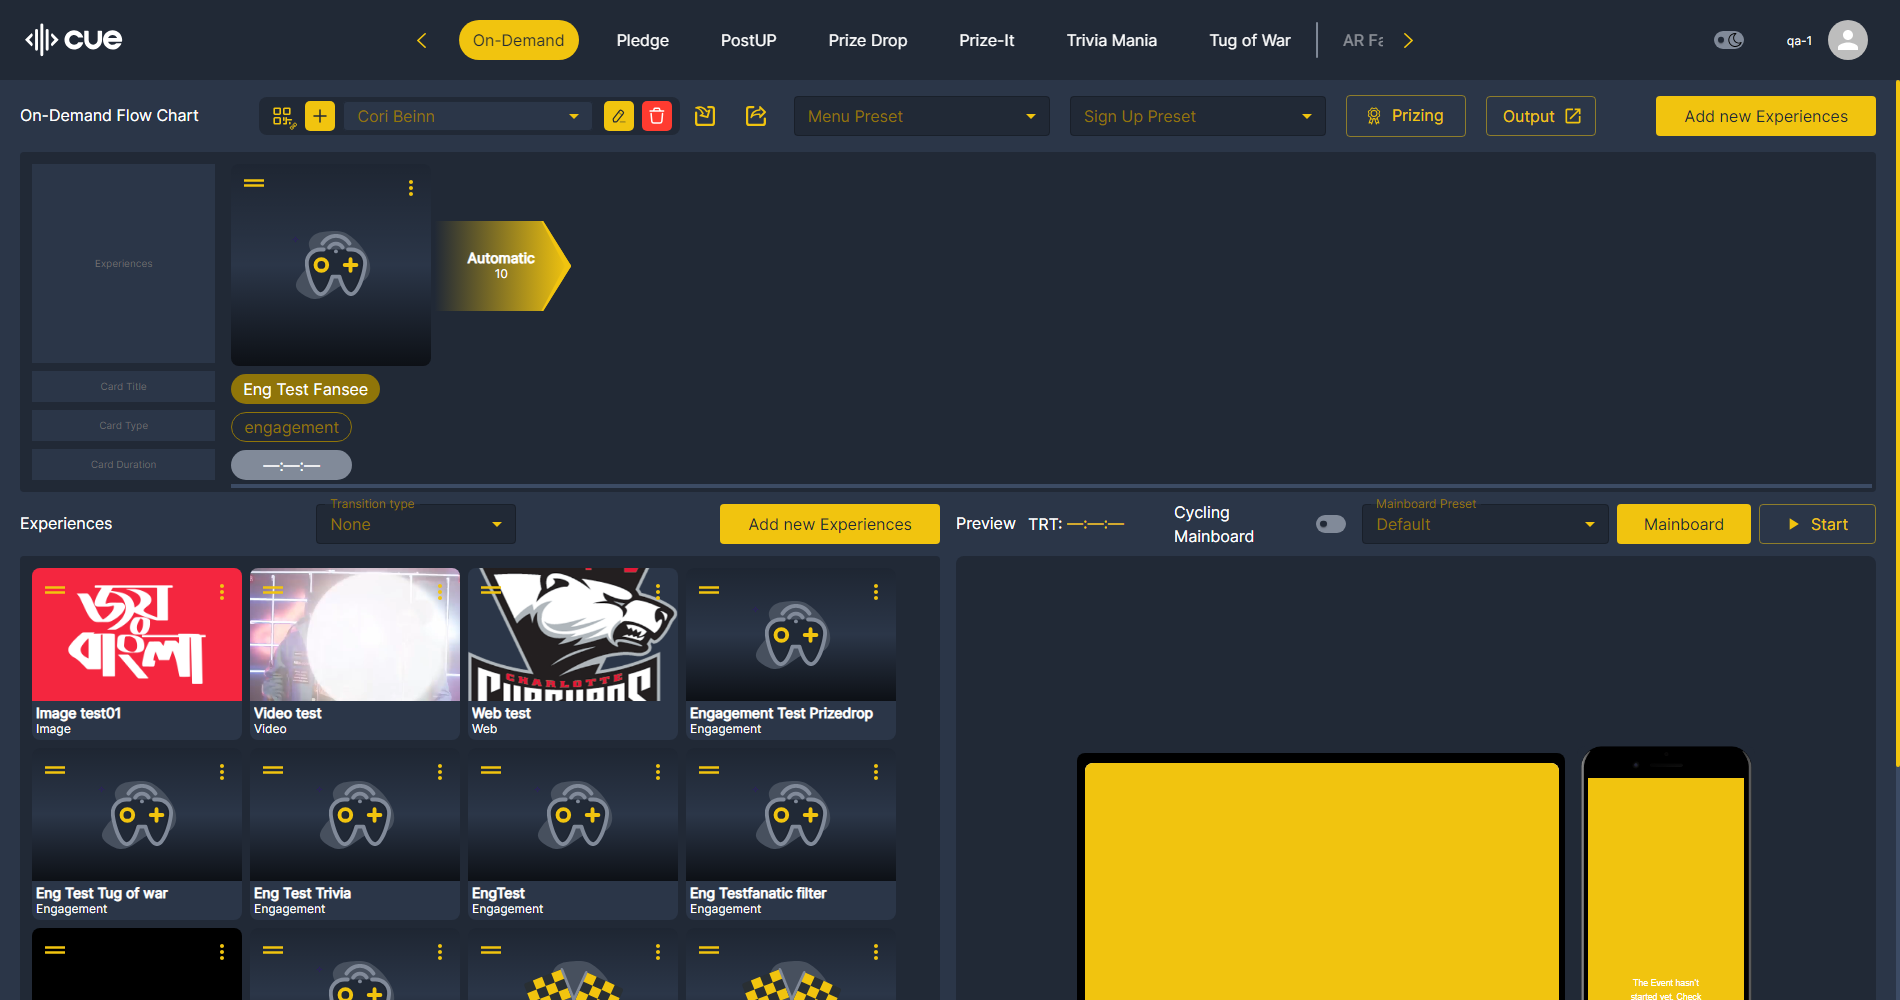 cue
On-Demand
Pledge
PostUP
Prize Drop
Prize-It
Trivia Mania
Tug of War
AR Fa
qa-1
On-Demand Flow Chart
Cori Beinn
Menu Preset
Sign Up Preset
Prizing
Output
Add new Experiences
Experiences
Automatic
10
Card Title
Eng Test Fansee
Card Type
engagement
Card Duration
—:—:—
Experiences
Transition type
None
Add new Experiences
Preview
TRT: —:—:—
Cycling
Mainboard
Mainboard Preset
Default
Mainboard
Start
জয়
বাংলা
CHARLOTTE
Image test01
Image
Video test
Video
Web test
Web
Engagement Test Prizedrop
Engagement
Eng Test Tug of war
Engagement
Eng Test Trivia
Engagement
EngTest
Engagement
Eng Testfanatic filter
Engagement
The Event hasn't
started yet. Check